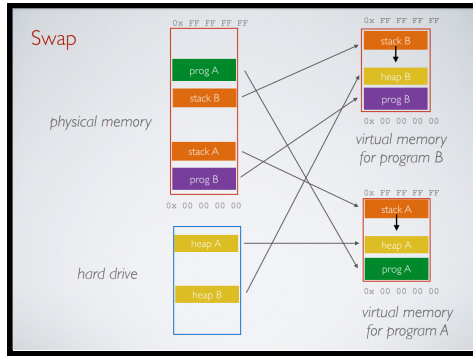 Swap
0x FF FF FF FF
prog A
stack B
physical memory
stack A
prog B
0x 00 00 00 00
heap A
hard drive
heap B
0x FF FF FF FF
stack B
heap B
prog B
0x 00 00 00 00
virtual memory
for program B
0x FF FF FF FF
stack A
heap A
prog A
0x 00 00 00 00
virtual memory
for program A